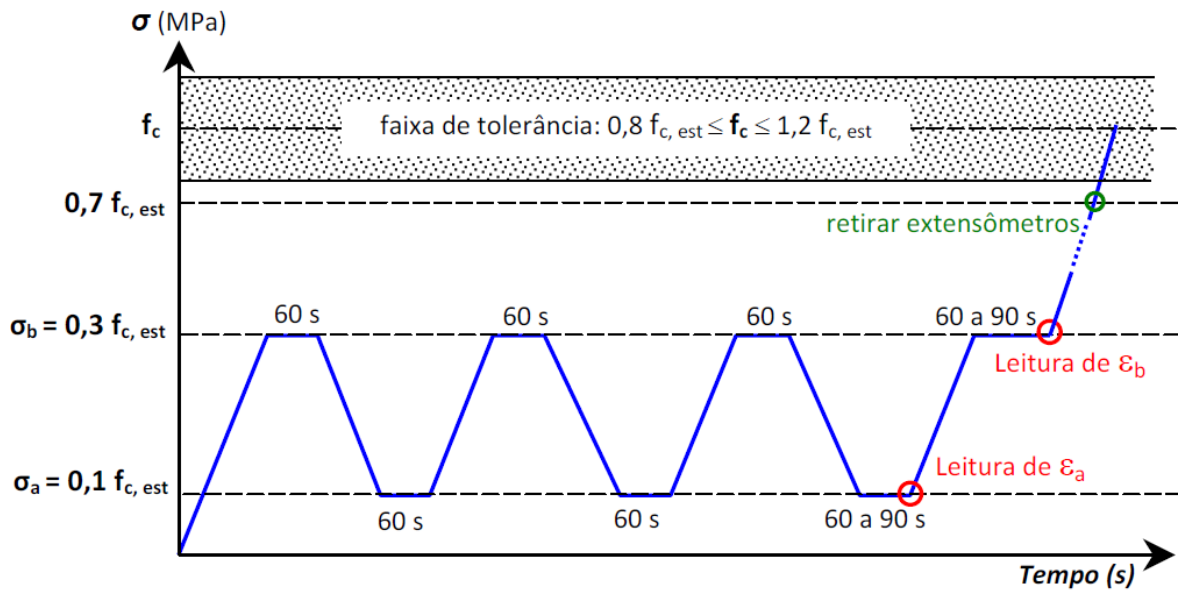 σ (MPa)
f_c
faixa de tolerância: 0,8 f_c, est ≤ f_c ≤ 1,2 f_c, est
0,7 f_c, est
retirar extensômetros
60 s
60 s
60 s
60 a 90 s
σ_b = 0,3 f_c, est
Leitura de ε_b
Leitura de ε_a
σ_a = 0,1 f_c, est
60 s
60 s
60 a 90 s
Tempo (s)